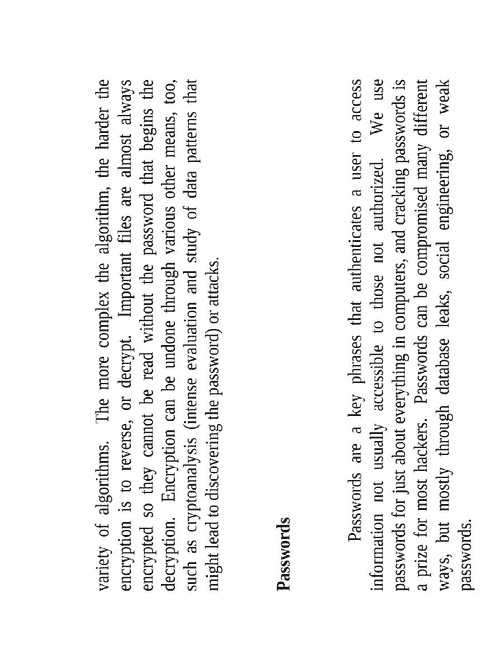 variety of algorithms. The more complex the algorithm, the harder the
encryption is to reverse, or decrypt. Important files are almost always
encrypted so they cannot be read without the password that begins the
decryption. Encryption can be undone through various other means, too,
such as cryptoanalysis (intense evaluation and study of data patterns that
might lead to discovering the password) or attacks.
Passwords
Passwords are a key phrases that authenticates a user to access
information not usually accessible to those not authorized. We use
passwords for just about everything in computers, and cracking passwords is
a prize for most hackers. Passwords can be compromised many different
ways, but mostly through database leaks, social engineering, or weak
passwords.